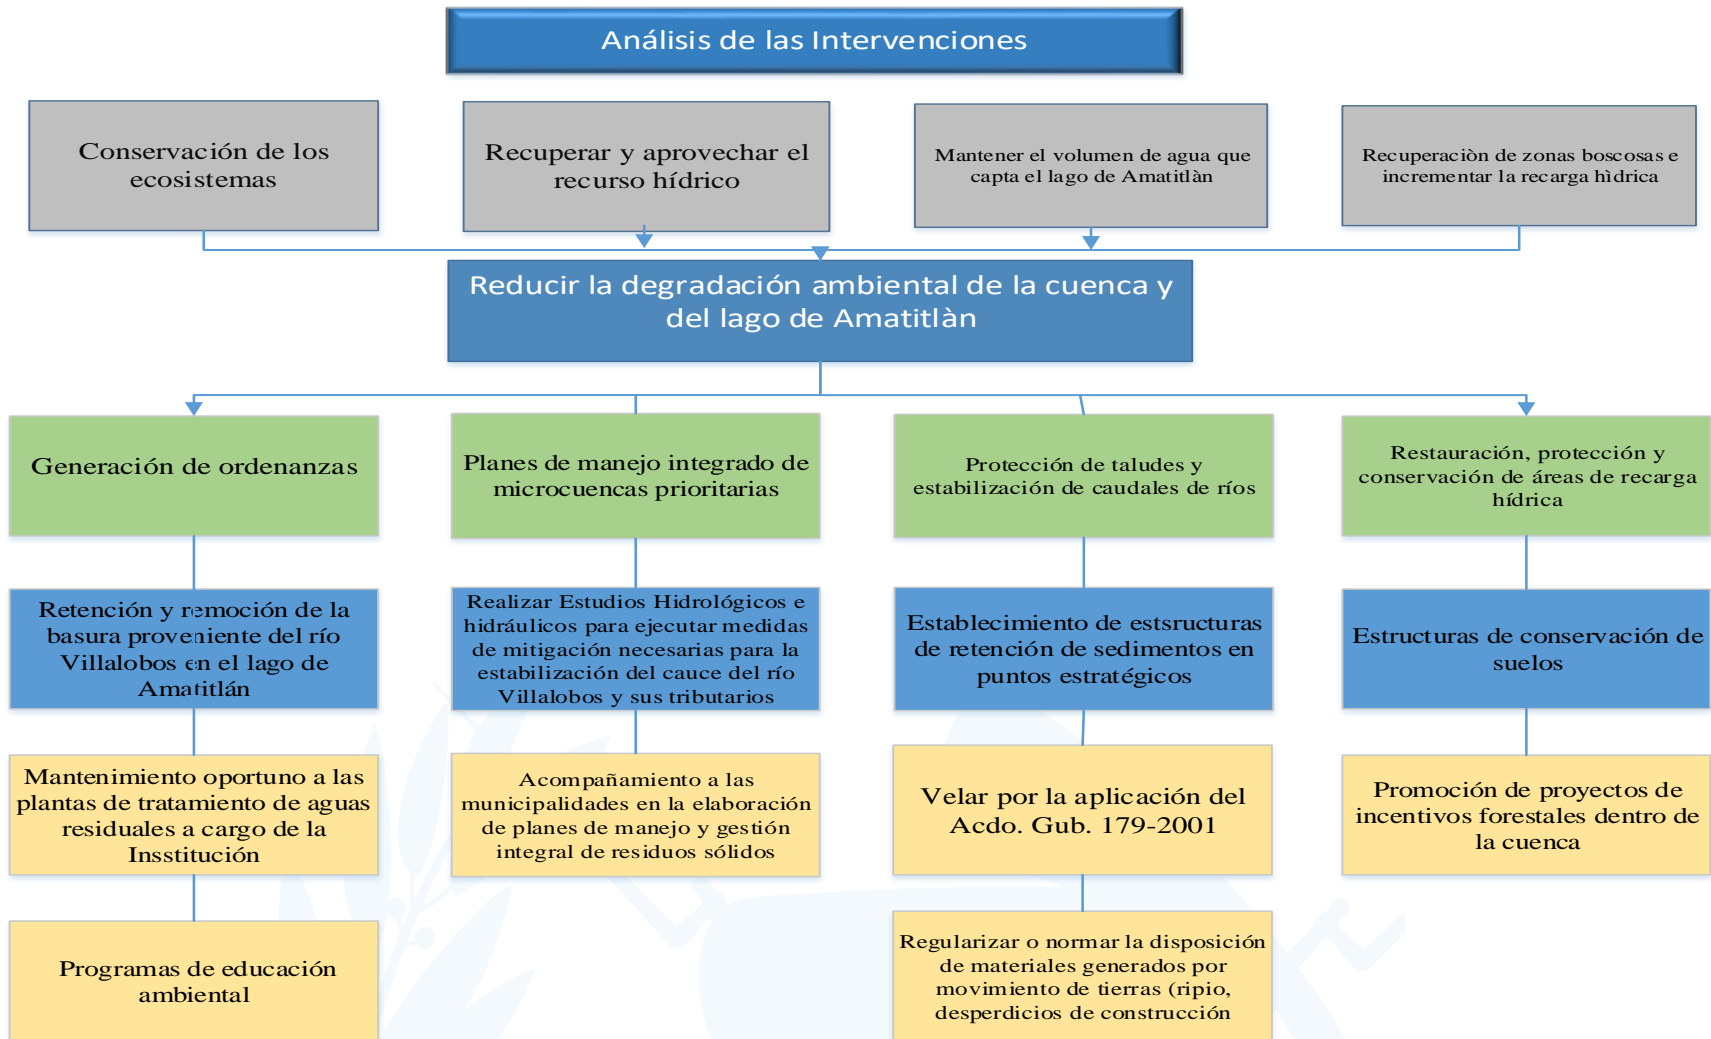 Análisis de las Intervenciones
Conservación de los
ecosistemas
Recuperar y aprovechar el
recurso hídrico
Mantener el volumen de agua que
capta el lago de Amatitlàn
Recuperaciòn de zonas boscosas e
incrementar la recarga hìdrica
Reducir la degradación ambiental de la cuenca y
del lago de Amatitlàn
Generación de ordenanzas
Planes de manejo integrado de
microcuencas prioritarias
Protección de taludes y
estabilización de caudales de ríos
Restauración, protección y
conservación de áreas de recarga
hídrica
Retención y remoción de la
basura proveniente del río
Villalobos en el lago de
Amatitlán
Realizar Estudios Hidrológicos e
hidráulicos para ejecutar medidas
de mitigación necesarias para la
estabilización del cauce del río
Villalobos y sus tributarios
Establecimiento de estsructuras
de retención de sedimentos en
puntos estratégicos
Estructuras de conservación de
suelos
Mantenimiento oportuno a las
plantas de tratamiento de aguas
residuales a cargo de la
Insstitución
Acompañamiento a las
municipalidades en la elaboración
de planes de manejo y gestión
integral de residuos sólidos
Velar por la aplicación del
Acdo. Gub. 179-2001
Promoción de proyectos de
incentivos forestales dentro de
la cuenca
Programas de educación
ambiental
Regularizar o normar la disposición
de materiales generados por
movimiento de tierras (ripio,
desperdicios de construcción